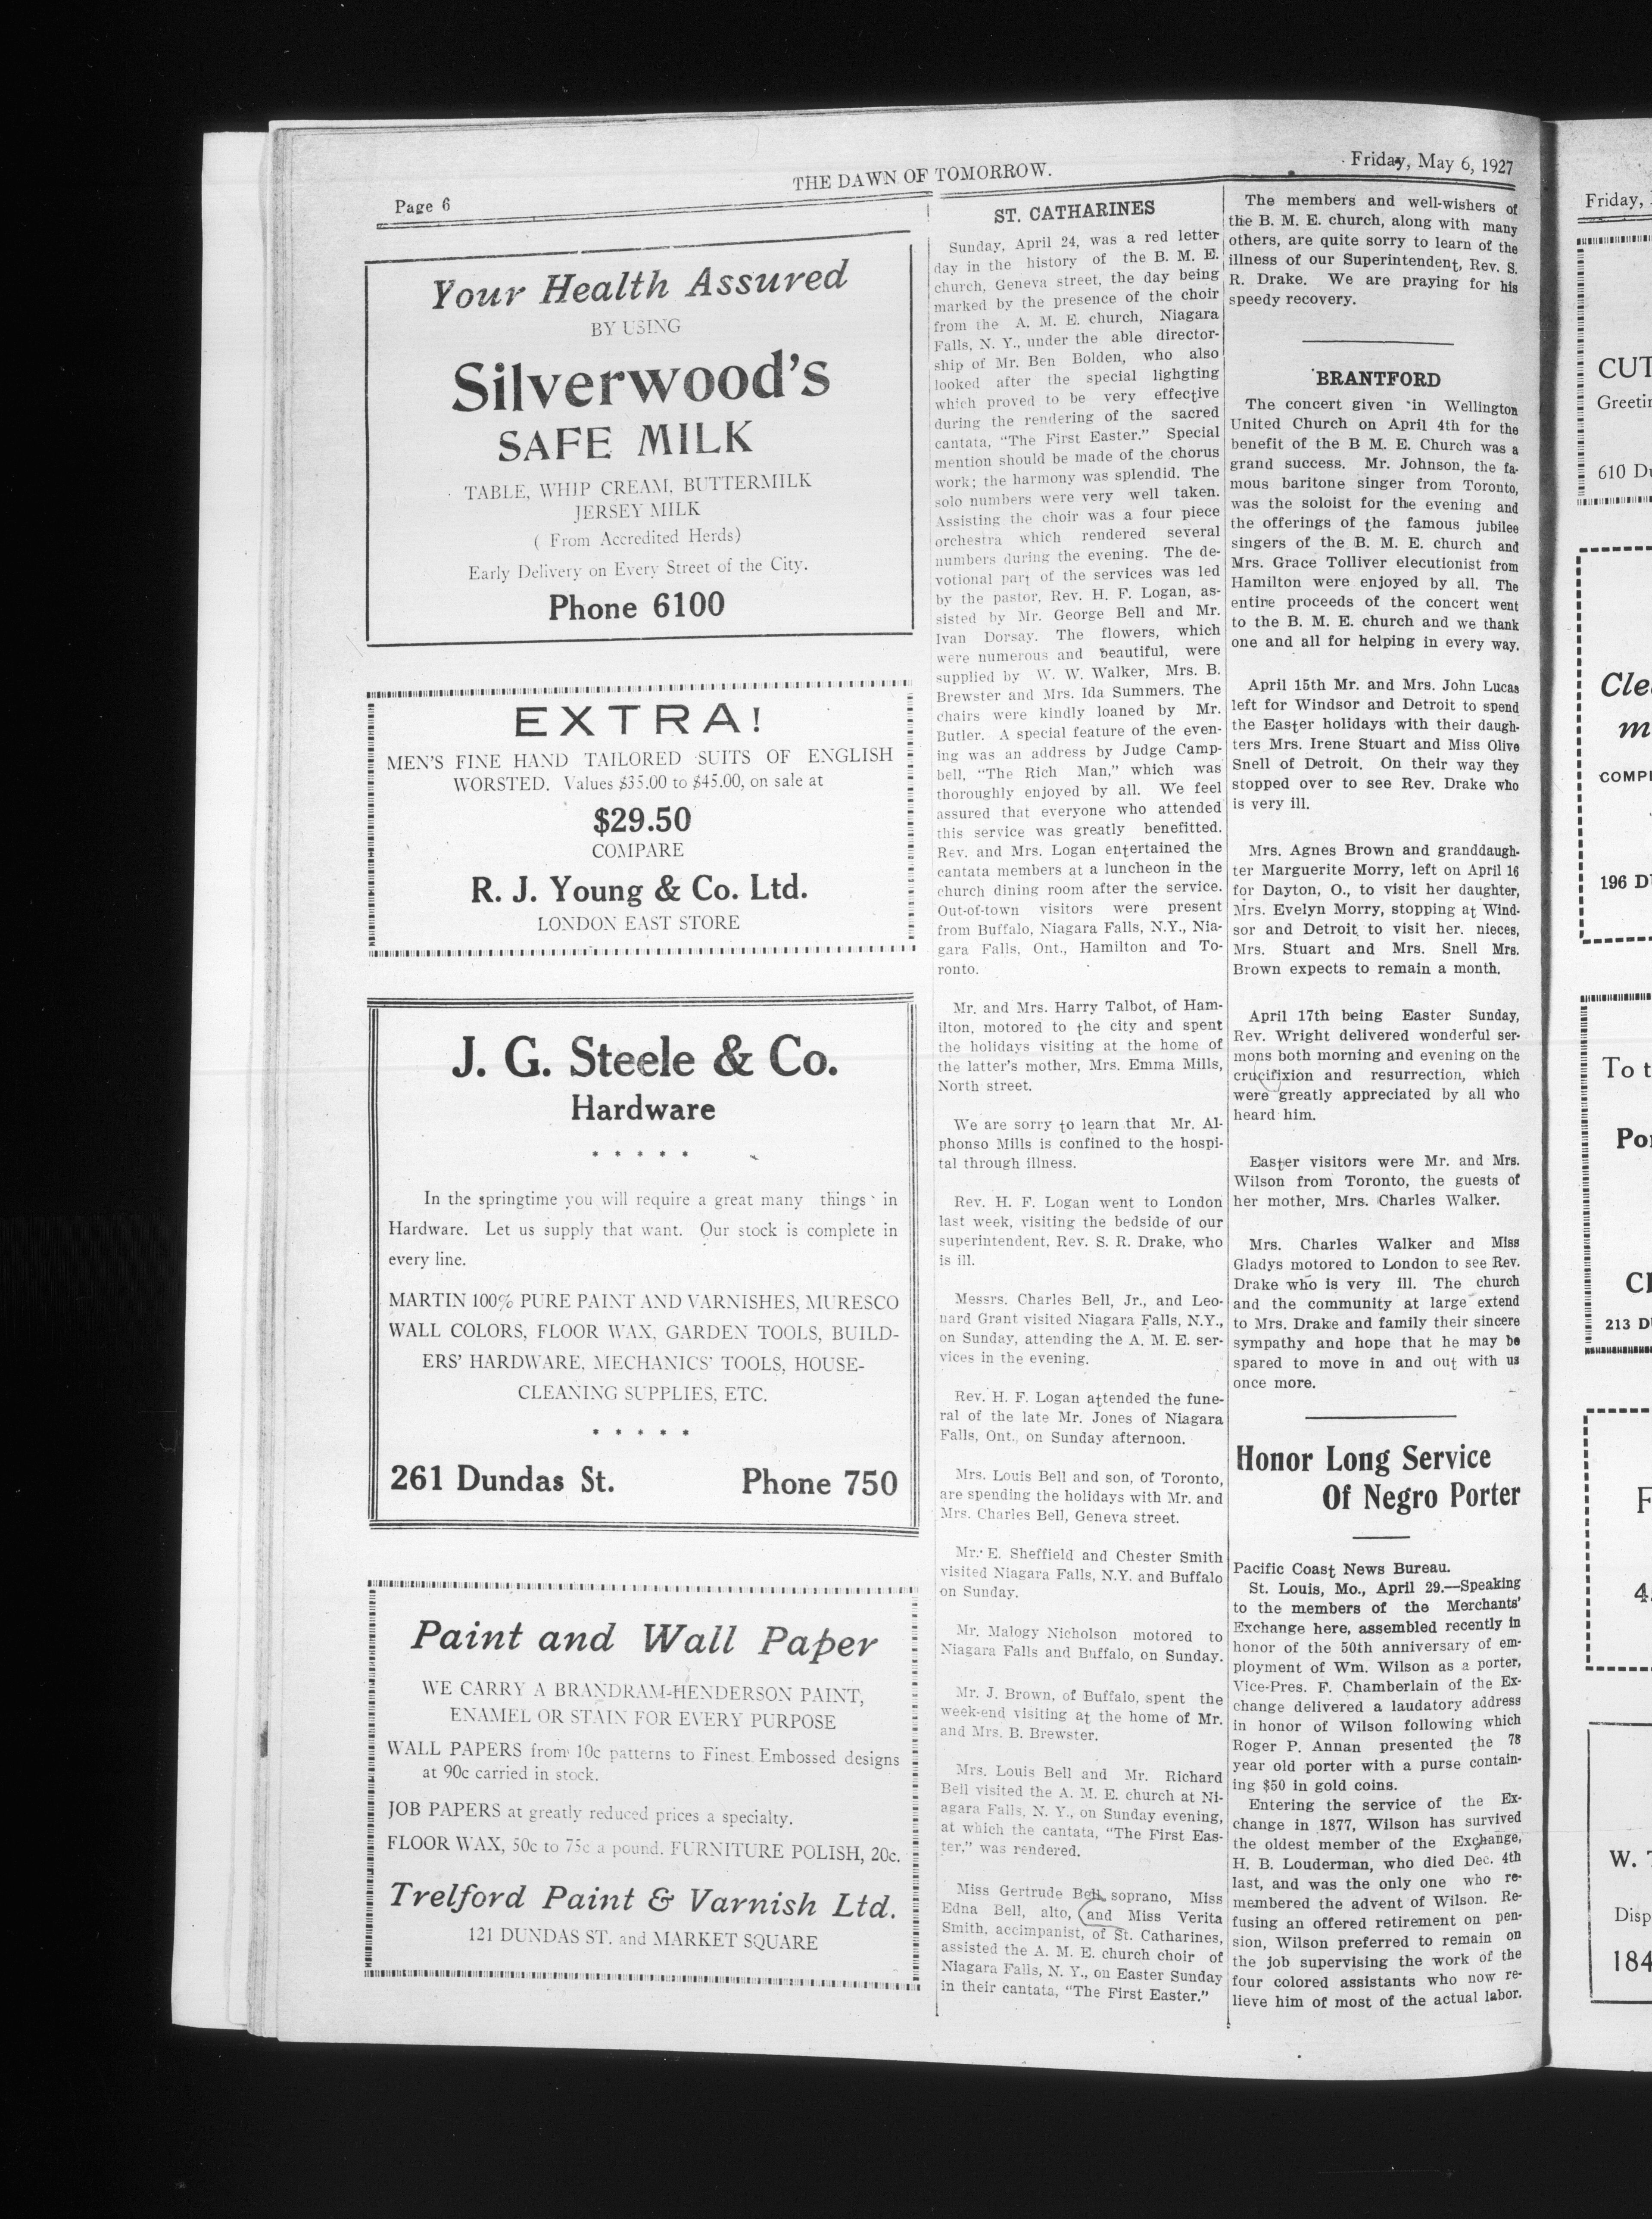 Page 6
THE DAWN OF TOMORROW.
Friday, May 6, 1927
Your Health Assured
BY USING
Silverwood's
SAFE MILK
TABLE, WHIP CREAM, BUTTERMILK
JERSEY MILK
( From Accredited Herds)
Early Delivery on Every Street of the City.
Phone 6100
EXTRA!
MEN'S FINE HAND TAILORED SUITS OF ENGLISH
WORSTED. Values $35.00 to $45.00, on sale at
$29.50
COMPARE
R. J. Young & Co. Ltd.
LONDON EAST STORE
J. G. Steele & Co.
Hardware
* * * * *
In the springtime you will require a great many things in
Hardware. Let us supply that want. Our stock is complete in
every line.
MARTIN 100% PURE PAINT AND VARNISHES, MURESCO
WALL COLORS, FLOOR WAX, GARDEN TOOLS, BUILD-
ERS' HARDWARE, MECHANICS' TOOLS, HOUSE-
CLEANING SUPPLIES, ETC.
* * * * *
261 Dundas St. Phone 750
Paint and Wall Paper
WE CARRY A BRANDRAM-HENDERSON PAINT,
ENAMEL OR STAIN FOR EVERY PURPOSE
WALL PAPERS from 10c patterns to Finest Embossed designs
at 90c carried in stock.
JOB PAPERS at greatly reduced prices a specialty.
FLOOR WAX, 50c to 75c a pound. FURNITURE POLISH, 20c.
Trelford Paint & Varnish Ltd.
121 DUNDAS ST. and MARKET SQUARE
ST. CATHARINES
Sunday, April 24, was a red letter
day in the history of the B. M. E.
church, Geneva street, the day being
marked by the presence of the choir
from the A. M. E. church, Niagara
Falls, N. Y., under the able director-
ship of Mr. Ben Bolden, who also
looked after the special lighgting
which proved to be very effective
during the rendering of the sacred
cantata, "The First Easter." Special
mention should be made of the chorus
work; the harmony was splendid. The
solo numbers were very well taken.
Assisting the choir was a four piece
orchestra which rendered several
numbers during the evening. The de-
votional part of the services was led
by the pastor, Rev. H. F. Logan, as-
sisted by Mr. George Bell and Mr.
Ivan Dorsay. The flowers, which
were numerous and beautiful, were
supplied by W. W. Walker, Mrs. B.
Brewster and Mrs. Ida Summers. The
chairs were kindly loaned by Mr.
Butler. A special feature of the even-
ing was an address by Judge Camp-
bell, "The Rich Man," which was
thoroughly enjoyed by all. We feel
assured that everyone who attended
this service was greatly benefitted.
Rev. and Mrs. Logan entertained the
cantata members at a luncheon in the
church dining room after the service.
Out-of-town visitors were present
from Buffalo, Niagara Falls, N.Y., Nia-
gara Falls, Ont., Hamilton and To-
ronto.
Mr. and Mrs. Harry Talbot, of Ham-
ilton, motored to the city and spent
the holidays visiting at the home of
the latter's mother, Mrs. Emma Mills,
North street.
We are sorry to learn that Mr. Al-
phonso Mills is confined to the hospi-
tal through illness.
Rev. H. F. Logan went to London
last week, visiting the bedside of our
superintendent, Rev. S. R. Drake, who
is ill.
Messrs. Charles Bell, Jr., and Leo-
nard Grant visited Niagara Falls, N.Y.,
on Sunday, attending the A. M. E. ser-
vices in the evening.
Rev. H. F. Logan attended the fune-
ral of the late Mr. Jones of Niagara
Falls, Ont., on Sunday afternoon.
Mrs. Louis Bell and son, of Toronto,
are spending the holidays with Mr. and
Mrs. Charles Bell, Geneva street.
Mr. E. Sheffield and Chester Smith
visited Niagara Falls, N.Y. and Buffalo
on Sunday.
Mr. Malogy Nicholson motored to
Niagara Falls and Buffalo, on Sunday.
Mr. J. Brown, of Buffalo, spent the
week-end visiting at the home of Mr.
and Mrs. B. Brewster.
Mrs. Louis Bell and Mr. Richard
Bell visited the A. M. E. church at Ni-
agara Falls, N. Y., on Sunday evening,
at which the cantata, "The First Eas-
ter," was rendered.
Miss Gertrude Bell, soprano, Miss
Edna Bell, alto, and Miss Verita
Smith, accimpanist, of St. Catharines,
assisted the A. M. E. church choir of
Niagara Falls, N. Y., on Easter Sunday
in their cantata, "The First Easter."
The members and well-wishers of
the B. M. E. church, along with many
others, are quite sorry to learn of the
illness of our Superintendent, Rev. S.
R. Drake. We are praying for his
speedy recovery.
BRANTFORD
The concert given in Wellington
United Church on April 4th for the
benefit of the B M. E. Church was a
grand success. Mr. Johnson, the fa-
mous baritone singer from Toronto,
was the soloist for the evening and
the offerings of the famous jubilee
singers of the B. M. E. church and
Mrs. Grace Tolliver elecutionist from
Hamilton were enjoyed by all. The
entire proceeds of the concert went
to the B. M. E. church and we thank
one and all for helping in every way.
April 15th Mr. and Mrs. John Lucas
left for Windsor and Detroit to spend
the Easter holidays with their daugh-
ters Mrs. Irene Stuart and Miss Olive
Snell of Detroit. On their way they
stopped over to see Rev. Drake who
is very ill.
Mrs. Agnes Brown and granddaugh-
ter Marguerite Morry, left on April 16
for Dayton, O., to visit her daughter,
Mrs. Evelyn Morry, stopping at Wind-
sor and Detroit to visit her. nieces,
Mrs. Stuart and Mrs. Snell Mrs.
Brown expects to remain a month.
April 17th being Easter Sunday,
Rev. Wright delivered wonderful ser-
mons both morning and evening on the
crucifixion and resurrection, which
were greatly appreciated by all who
heard him.
Easter visitors were Mr. and Mrs.
Wilson from Toronto, the guests of
her mother, Mrs. Charles Walker.
Mrs. Charles Walker and Miss
Gladys motored to London to see Rev.
Drake who is very ill. The church
and the community at large extend
to Mrs. Drake and family their sincere
sympathy and hope that he may be
spared to move in and out with us
once more.
Honor Long Service
Of Negro Porter
Pacific Coast News Bureau.
St. Louis, Mo., April 29.—Speaking
to the members of the Merchants'
Exchange here, assembled recently in
honor of the 50th anniversary of em-
ployment of Wm. Wilson as a porter,
Vice-Pres. F. Chamberlain of the Ex-
change delivered a laudatory address
in honor of Wilson following which
Roger P. Annan presented the 78
year old porter with a purse contain-
ing $50 in gold coins.
Entering the service of the Ex-
change in 1877, Wilson has survived
the oldest member of the Exchange,
H. B. Louderman, who died Dec. 4th
last, and was the only one who re-
membered the advent of Wilson. Re-
fusing an offered retirement on pen-
sion, Wilson preferred to remain on
the job supervising the work of the
four colored assistants who now re-
lieve him of most of the actual labor.
Friday,
CUT
610
196
To t
213
W.
184